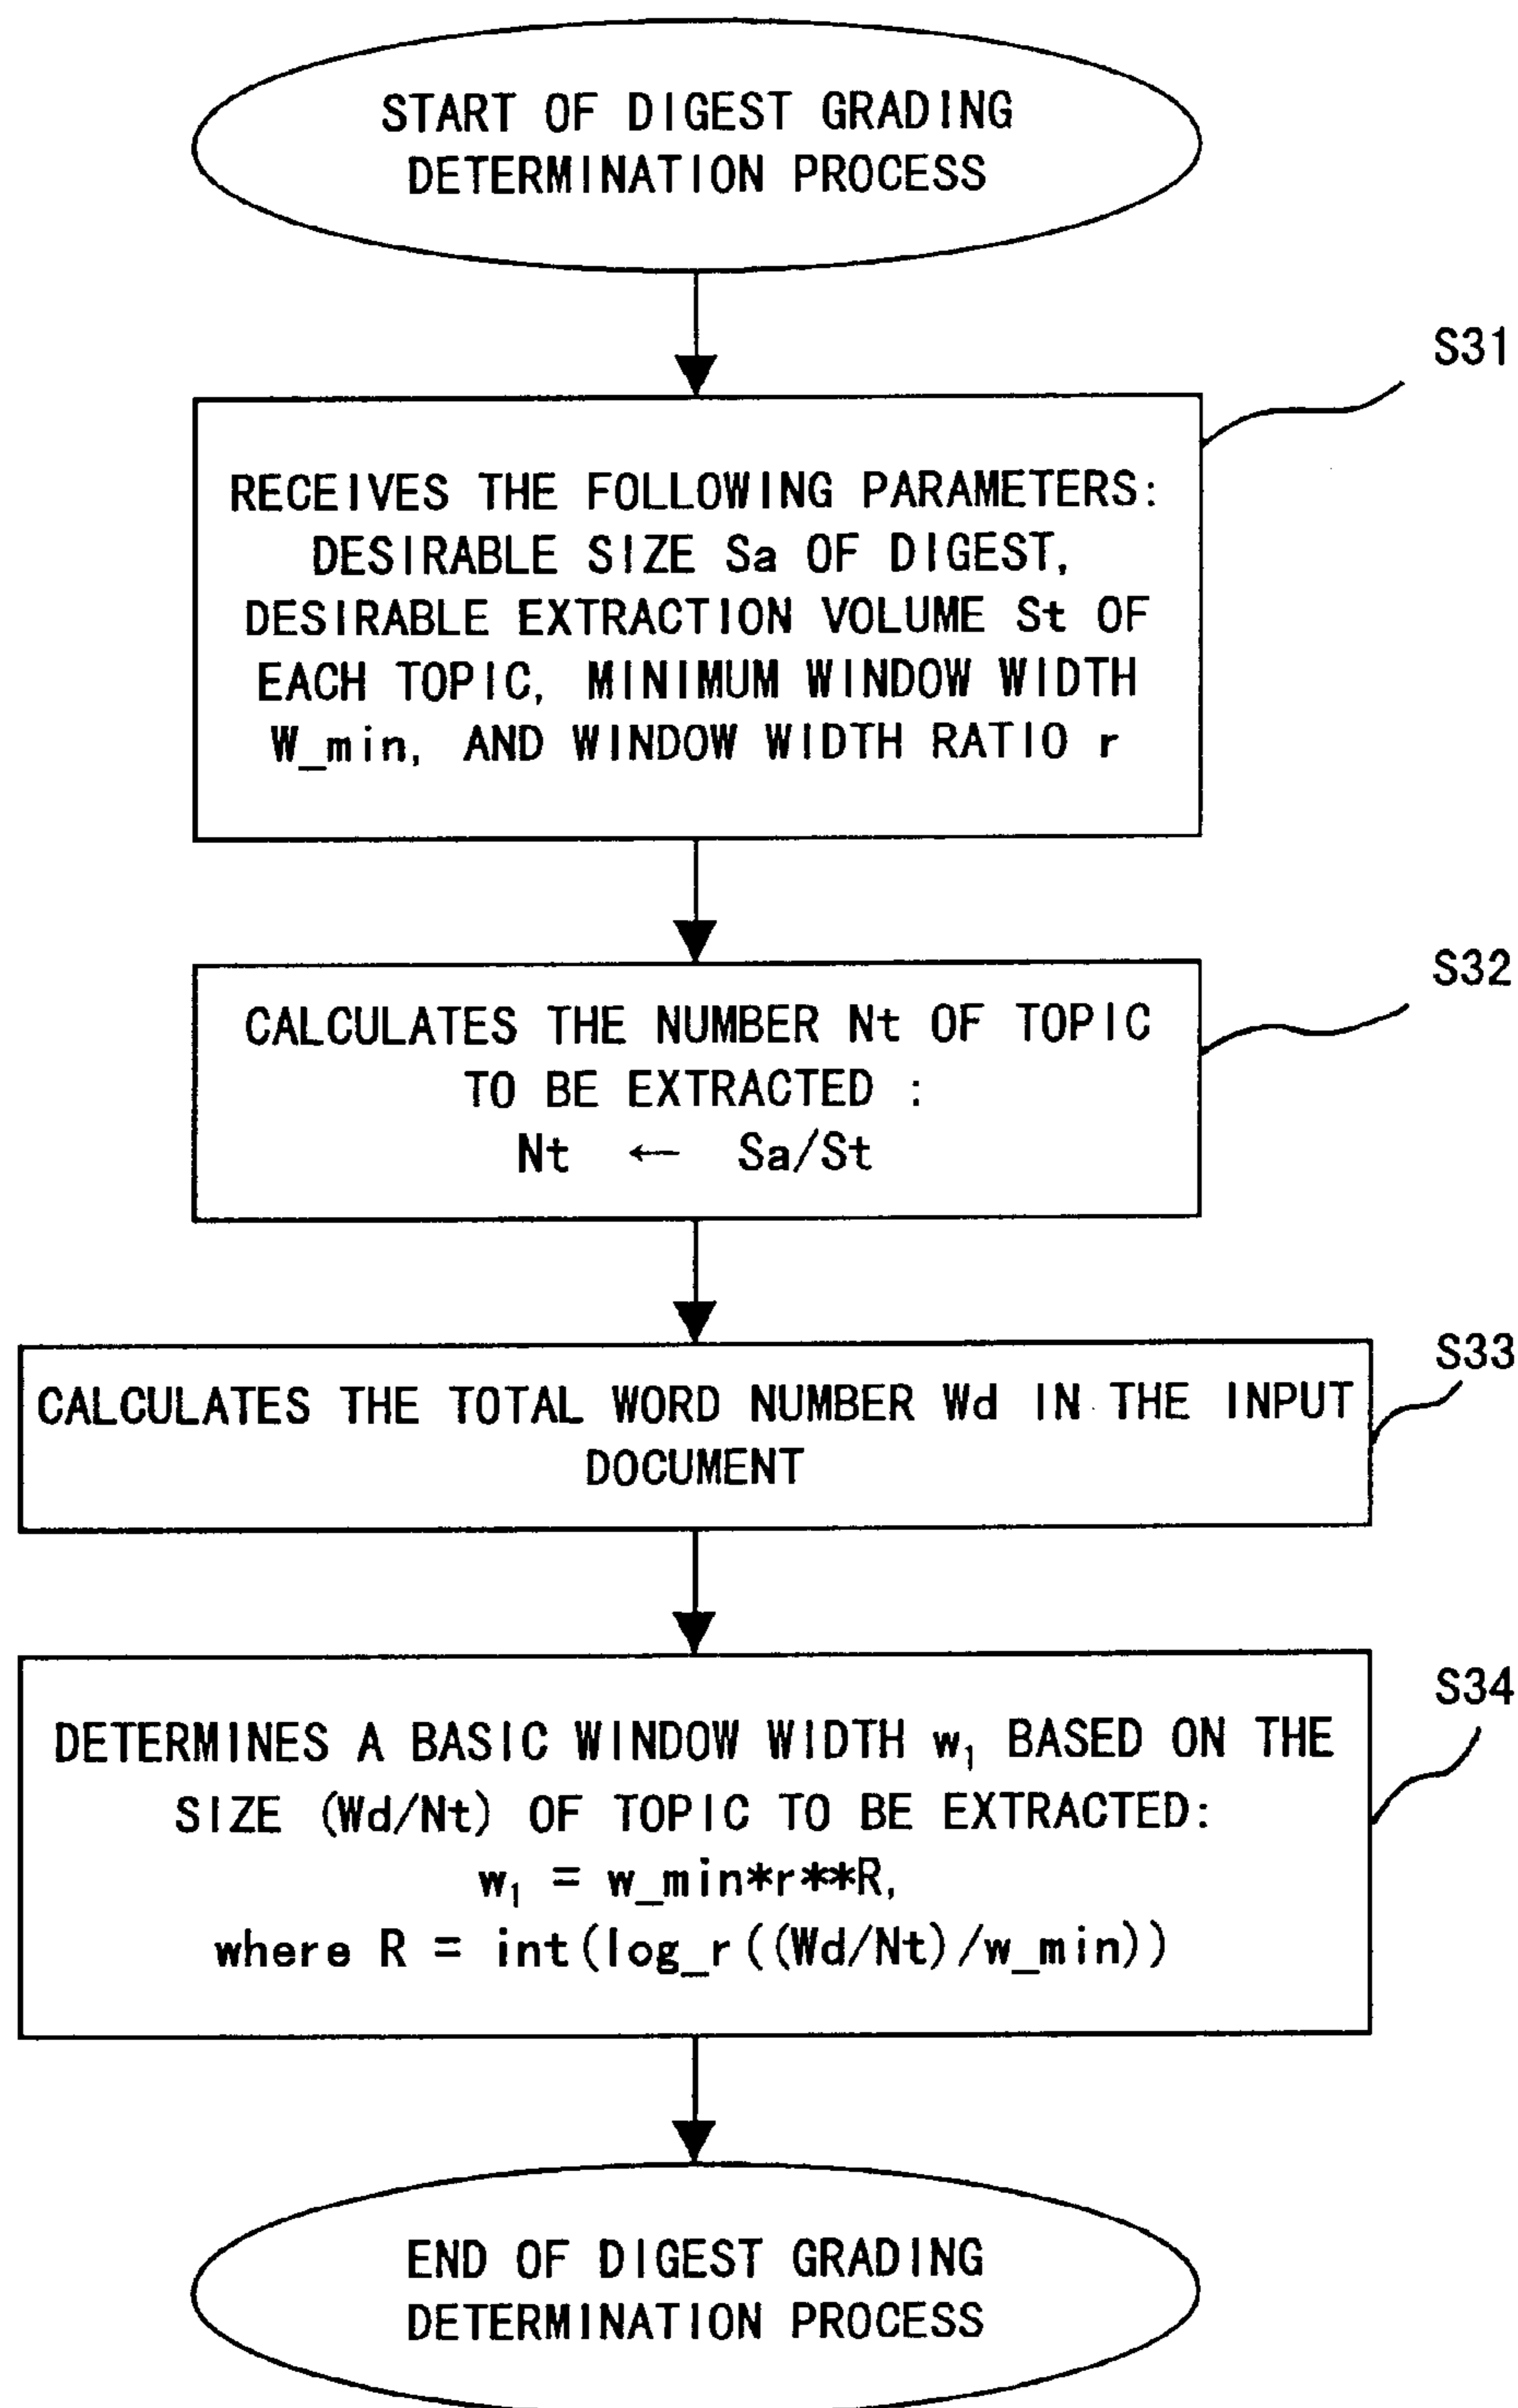 START OF DIGEST GRADING
DETERMINATION PROCESS
S31
RECEIVES THE FOLLOWING PARAMETERS:
DESIRABLE SIZE Sa OF DIGEST,
DESIRABLE EXTRACTION VOLUME St OF
EACH TOPIC, MINIMUM WINDOW WIDTH
W_min, AND WINDOW WIDTH RATIO r
S32
CALCULATES THE NUMBER Nt OF TOPIC
TO BE EXTRACTED :
Nt ← Sa/St
S33
CALCULATES THE TOTAL WORD NUMBER Wd IN THE INPUT
DOCUMENT
S34
DETERMINES A BASIC WINDOW WIDTH w₁ BASED ON THE
SIZE (Wd/Nt) OF TOPIC TO BE EXTRACTED:
w₁ = w_min*r**R,
where R = int(log_r((Wd/Nt)/w_min))
END OF DIGEST GRADING
DETERMINATION PROCESS